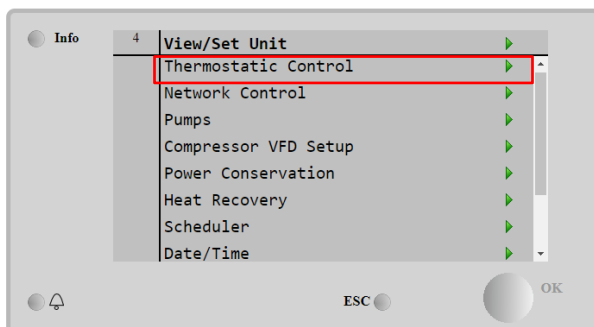 Info
4 View/Set Unit
Thermostatic Control
Network Control
Pumps
Compressor VFD Setup
Power Conservation
Heat Recovery
Scheduler
Date/Time
ESC
OK